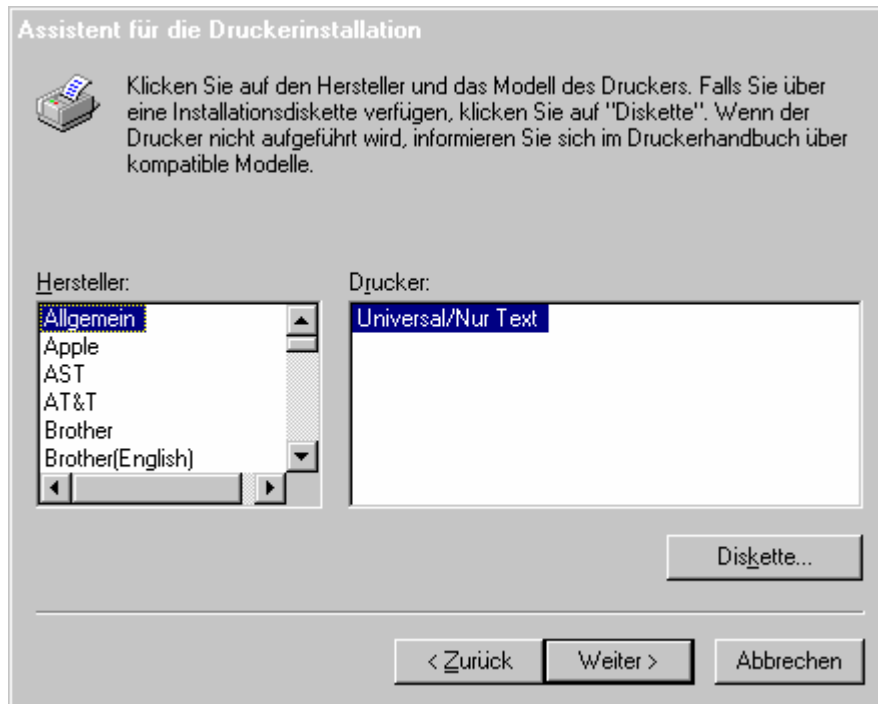 Assistent für die Druckerinstallation
Klicken Sie auf den Hersteller und das Modell des Druckers. Falls Sie über
eine Installationsdiskette verfügen, klicken Sie auf "Diskette". Wenn der
Drucker nicht aufgeführt wird, informieren Sie sich im Druckerhandbuch über
kompatible Modelle.
Hersteller:
Allgemein
Apple
AST
AT&T
Brother
Brother(English)
Drucker:
Universal/Nur Text
Diskette...
< Zurück
Weiter >
Abbrechen